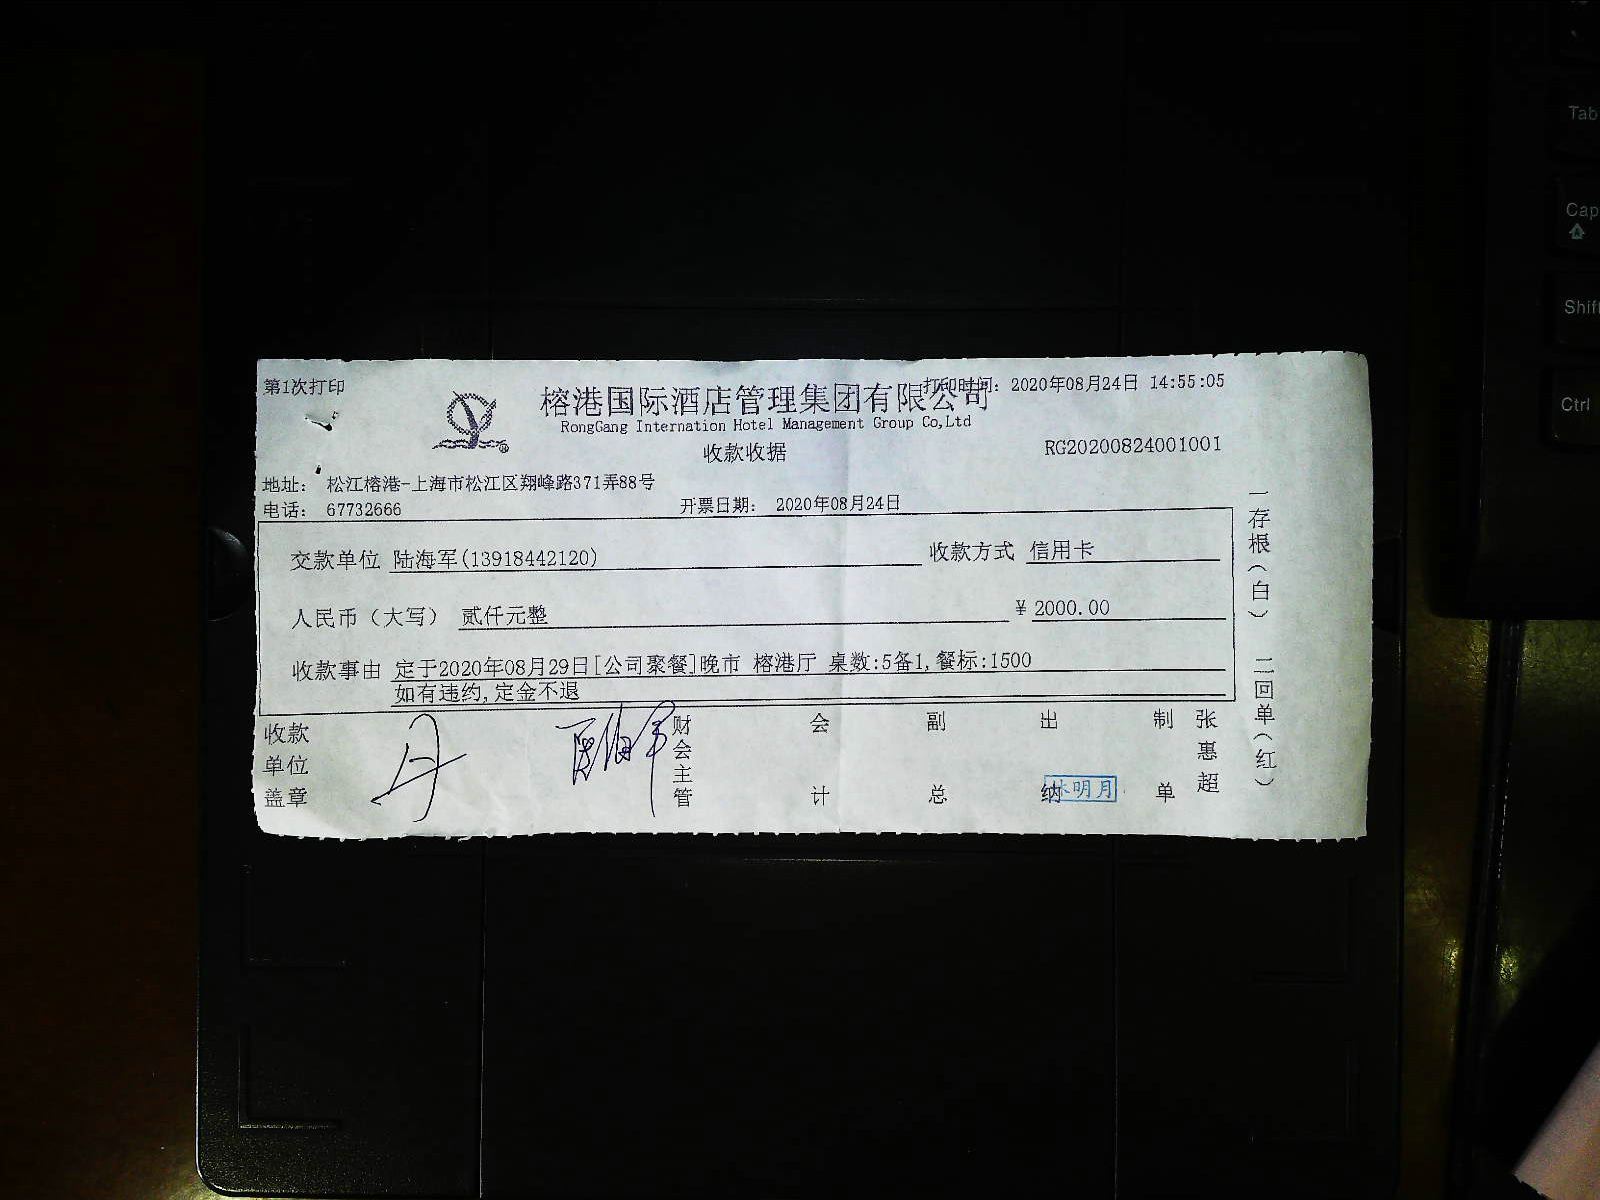 第1次打印
打印时间：2020年08月24日 14:55:05
榕港国际酒店管理集团有限公司
RongGang Internation Hotel Management Group Co,Ltd
收款收据
RG20200824001001
®
地址： 松江榕港-上海市松江区翔峰路371弄88号
电话： 67732666
开票日期： 2020年08月24日
交款单位 陆海军(13918442120)
收款方式 信用卡
人民币（大写） 贰仟元整
¥ 2000.00
收款事由 定于2020年08月29日[公司聚餐]晚市 榕港厅 桌数:5备1,餐标:1500
如有违约,定金不退
收款单位盖章
财会主管
会计
副总
出纳
明月
制单
张惠超
一存根（白）
二回单（红）
Tab
Cap
Shift
Ctrl